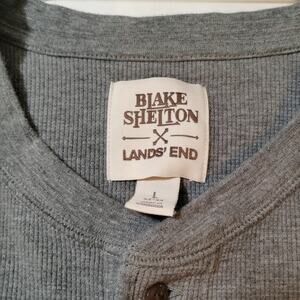 BLAKE
SHELTON
LANDS' END
L